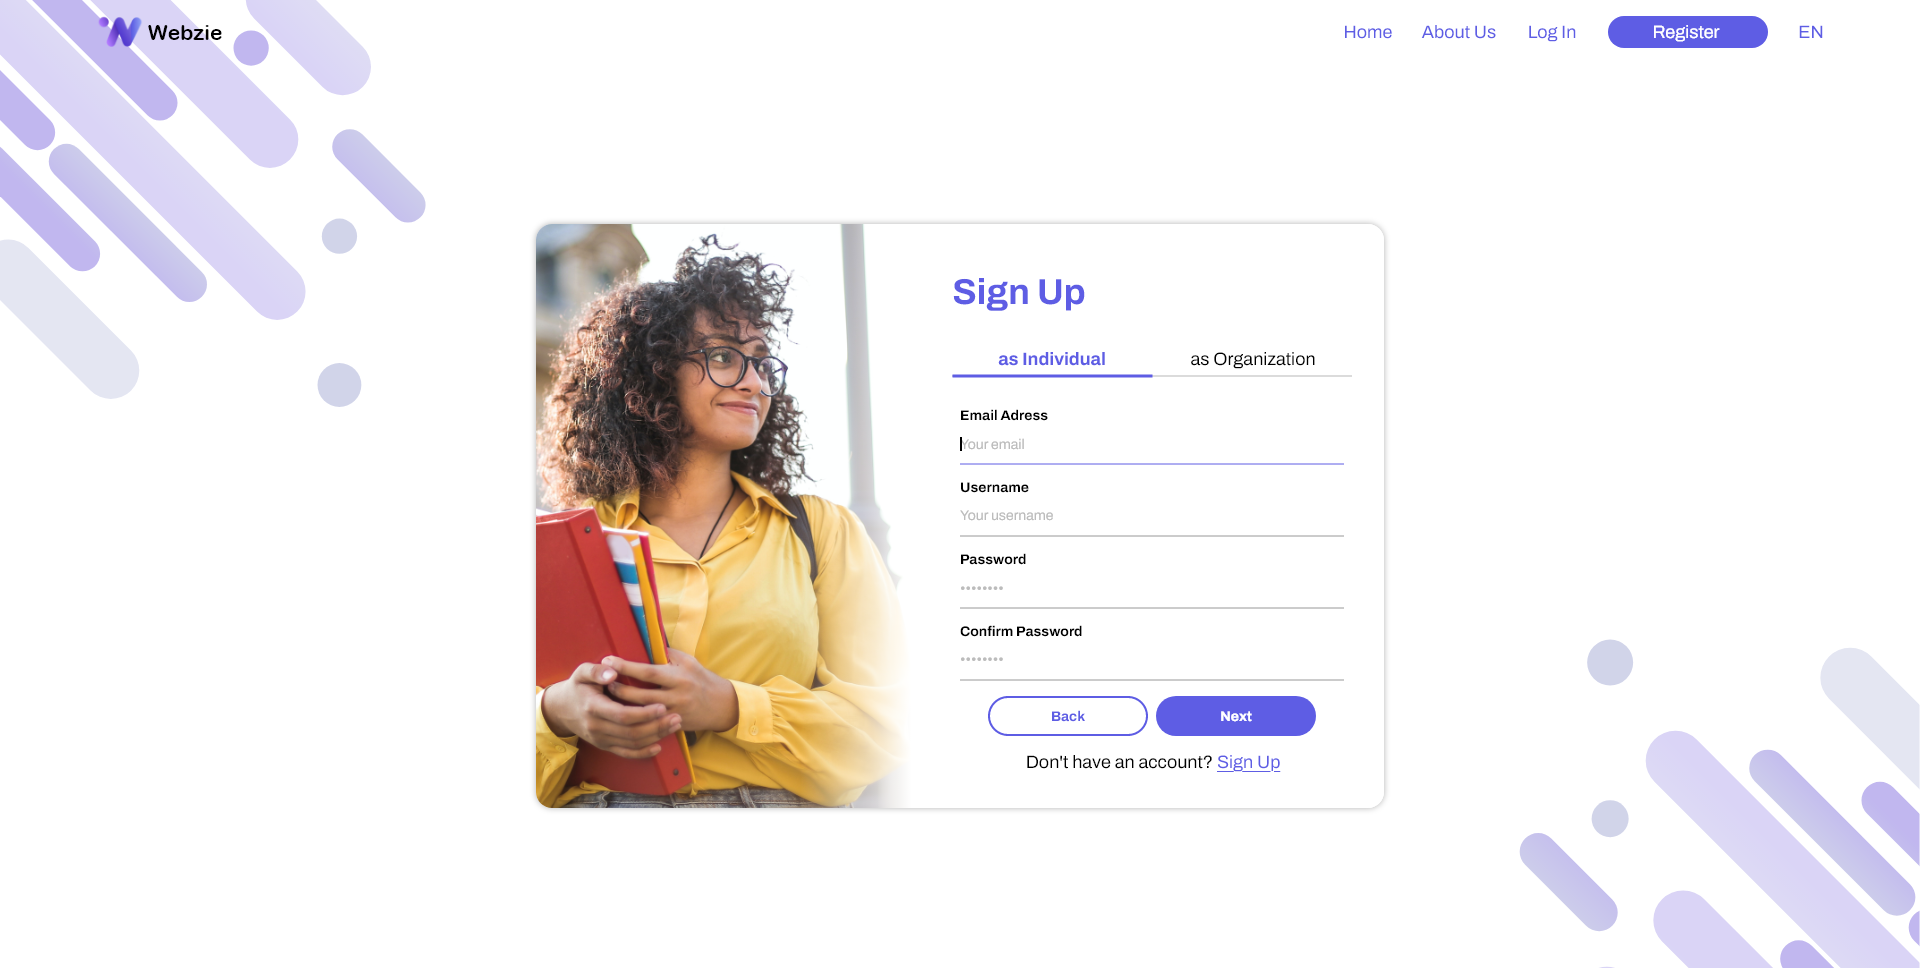 Webzie
Home About Us Log In Register EN
Sign Up
as Individual as Organization
Email Adress
Your email
Username
Your username
Password
••••••••
Confirm Password
••••••••
Back Next
Don't have an account? Sign Up